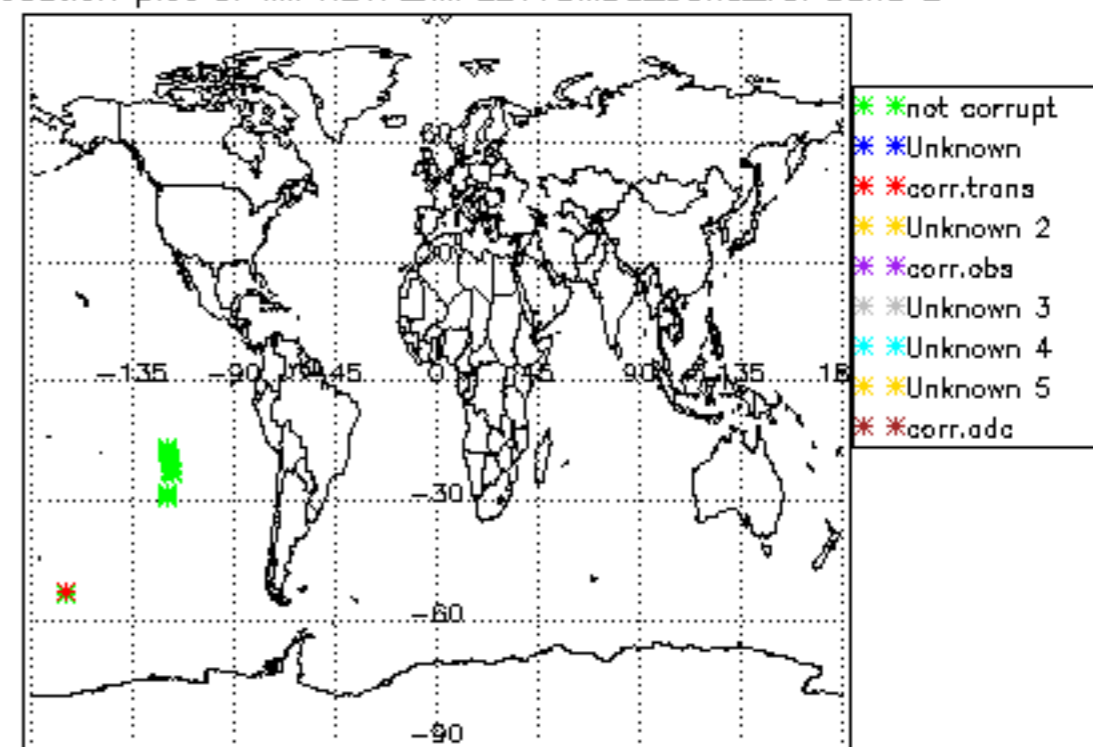 not corrupt
Unknown
corr.trans
Unknown 2
corr.obs
Unknown 3
Unknown 4
Unknown 5
corr.adc
60
-135 -90 45 0 45 90 135
-30
-60
-90